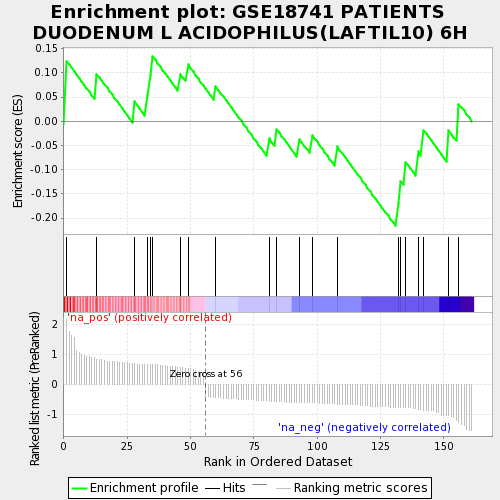 Enrichment plot: GSE18741 PATIENTS
DUODENUM L ACIDOPHILUS(LAFTIL10) 6H
Enrichment score (ES)
0.15
0.10
0.05
0.00
-0.05
-0.10
-0.15
-0.20
'na_pos' (positively correlated)
Zero cross at 56
'na_neg' (negatively correlated)
Ranked list metric (PreRanked)
2
1
0
-1
0
25
50
75
100
125
150
Rank in Ordered Dataset
Enrichment profile
Hits
Ranking metric scores